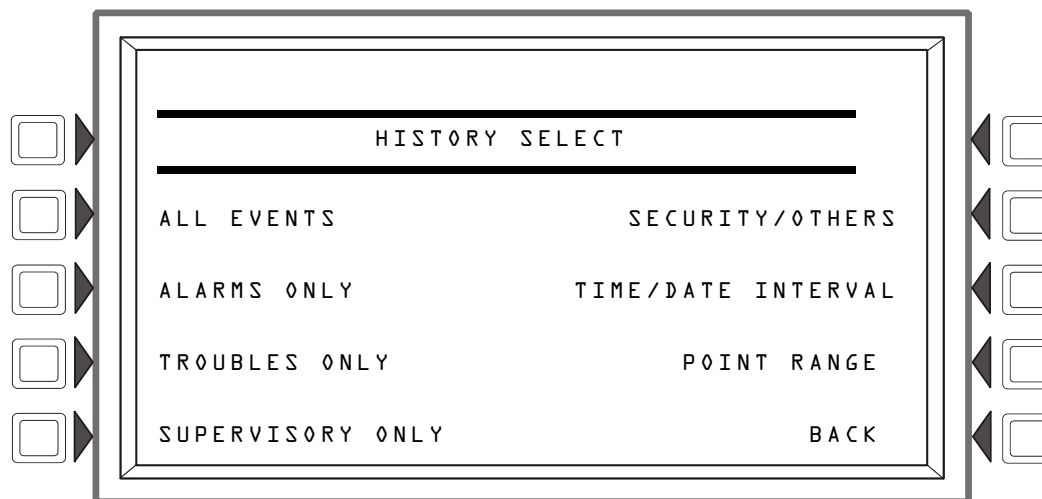 HISTORY SELECT
ALL EVENTS SECURITY/OTHERS
ALARMS ONLY TIME/DATE INTERVAL
TROUBLES ONLY POINT RANGE
SUPERVISORY ONLY BACK